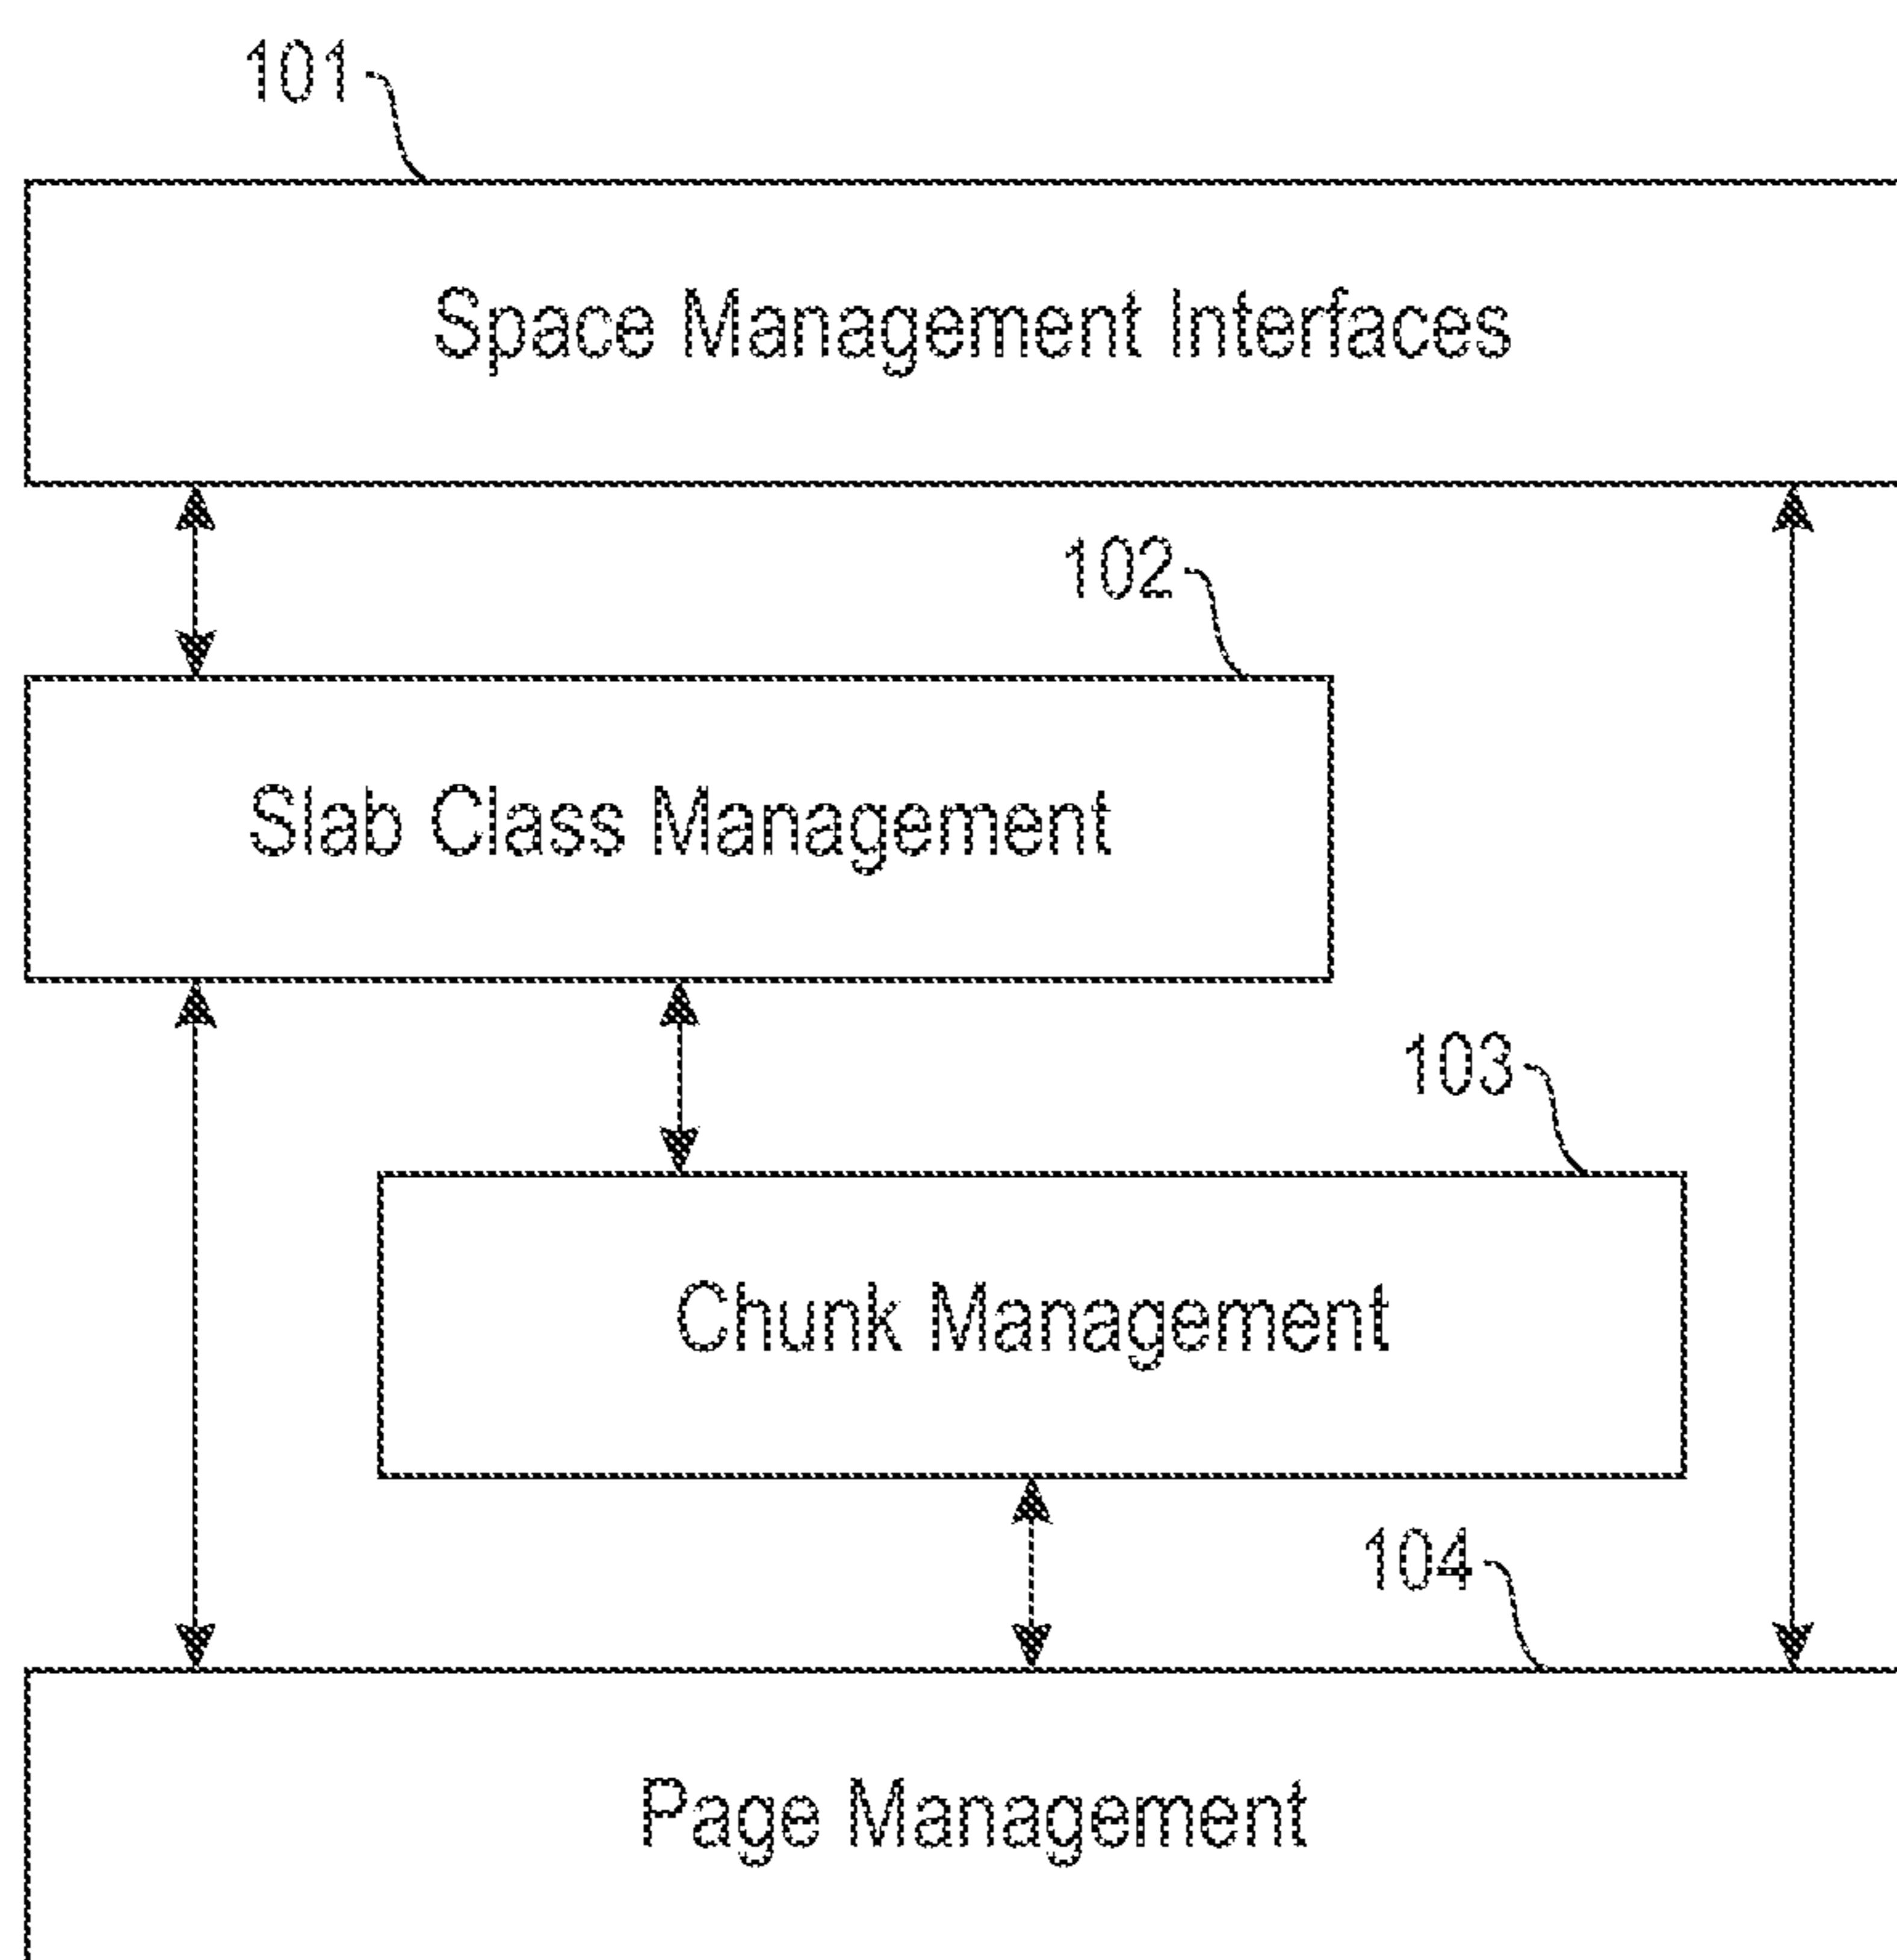 101
Space Management Interfaces
102
Slab Class Management
103
Chunk Management
104
Page Management